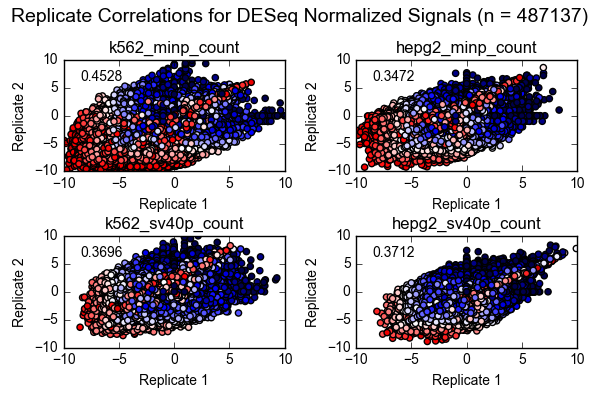 Replicate Correlations for DESeq Normalized Signals (n = 487137)
k562_minp_count
hepg2_minp_count
0.4528
0.3472
Replicate 2
Replicate 2
10
5
0
−5
−10
10
5
0
−5
−10
−10 −5 0 5 10
−10 −5 0 5 10
Replicate 1
Replicate 1
k562_sv40p_count
hepg2_sv40p_count
0.3696
0.3712
Replicate 2
Replicate 2
10
5
0
−5
−10
10
5
0
−5
−10
−10 −5 0 5 10
−10 −5 0 5 10
Replicate 1
Replicate 1